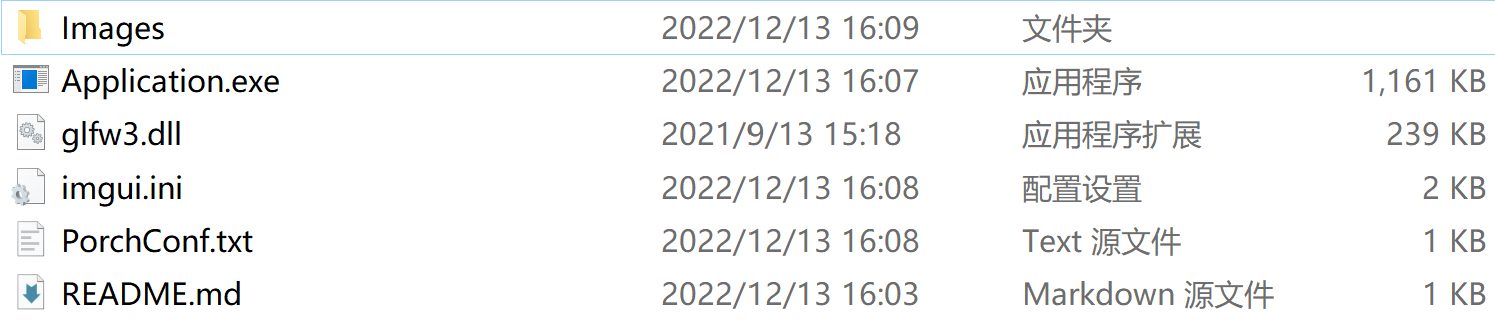 Images 2022/12/13 16:09 文件夹
Application.exe 2022/12/13 16:07 应用程序 1,161 KB
glfw3.dll 2021/9/13 15:18 应用程序扩展 239 KB
imgui.ini 2022/12/13 16:08 配置设置 2 KB
PorchConf.txt 2022/12/13 16:08 Text 源文件 1 KB
README.md 2022/12/13 16:03 Markdown 源文件 1 KB